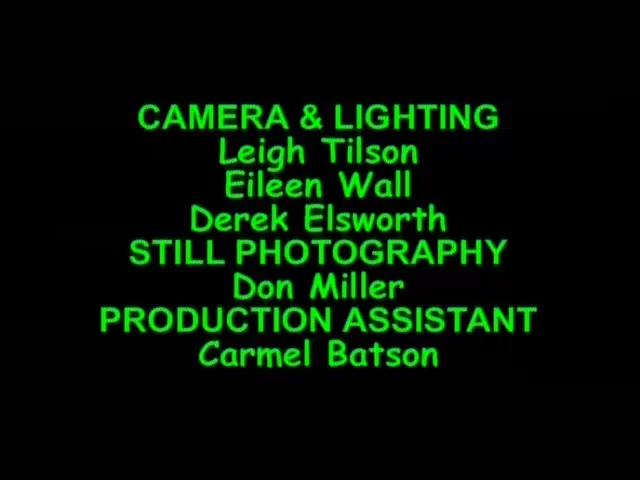 CAMERA & LIGHTING
Leigh Tilson
Eileen Wall
Derek Elsworth
STILL PHOTOGRAPHY
Don Miller
PRODUCTION ASSISTANT
Carmel Batson